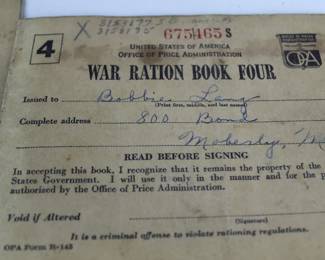 675465 S
4
UNITED STATES OF AMERICA
OFFICE OF PRICE ADMINISTRATION
OPA
WAR RATION BOOK FOUR
Issued to Bobbie Lang
(Print first, middle, and last names)
Complete address 800 Bond
Moberly, M
READ BEFORE SIGNING
In accepting this book, I recognize that it remains the property of the
States Government. I will use it only in the manner and for the p
authorized by the Office of Price Administration.
Void if Altered
(Signature)
It is a criminal offense to violate rationing regulations.
OPA Form R-145